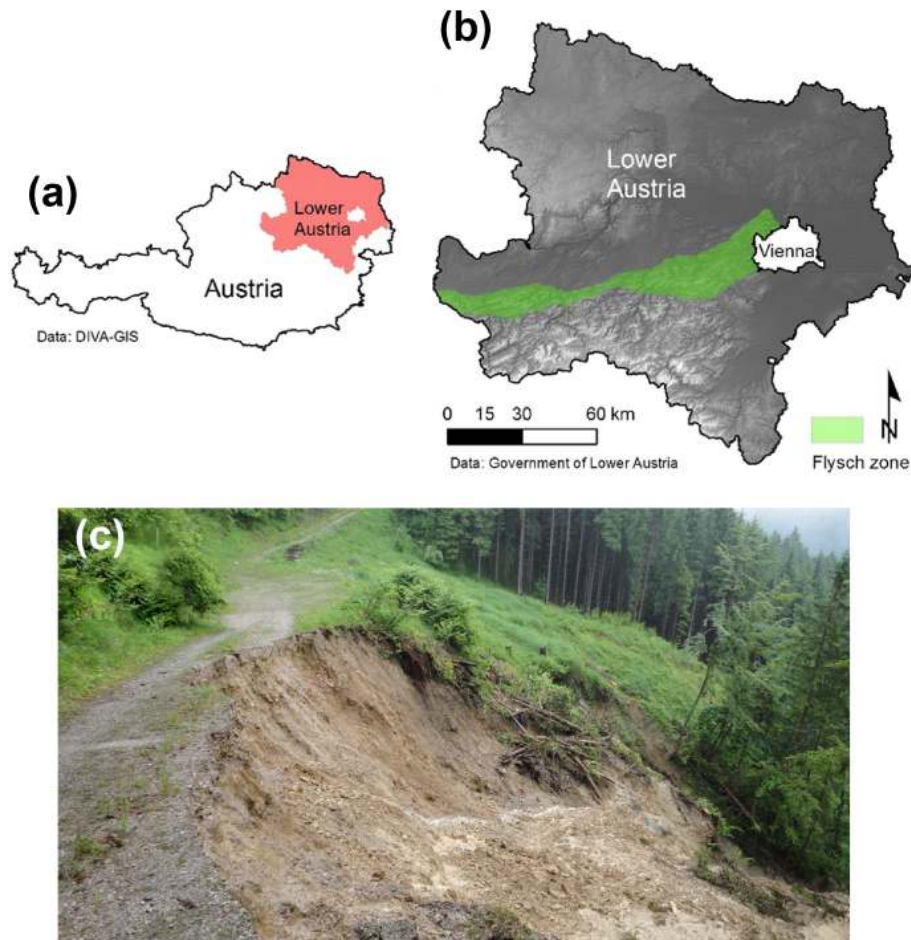 (a)
Lower
Austria
Austria
Data: DIVA-GIS
(b)
Lower
Austria
Vienna
0 15 30 60 km
Data: Government of Lower Austria
N
Flysch zone
(c)